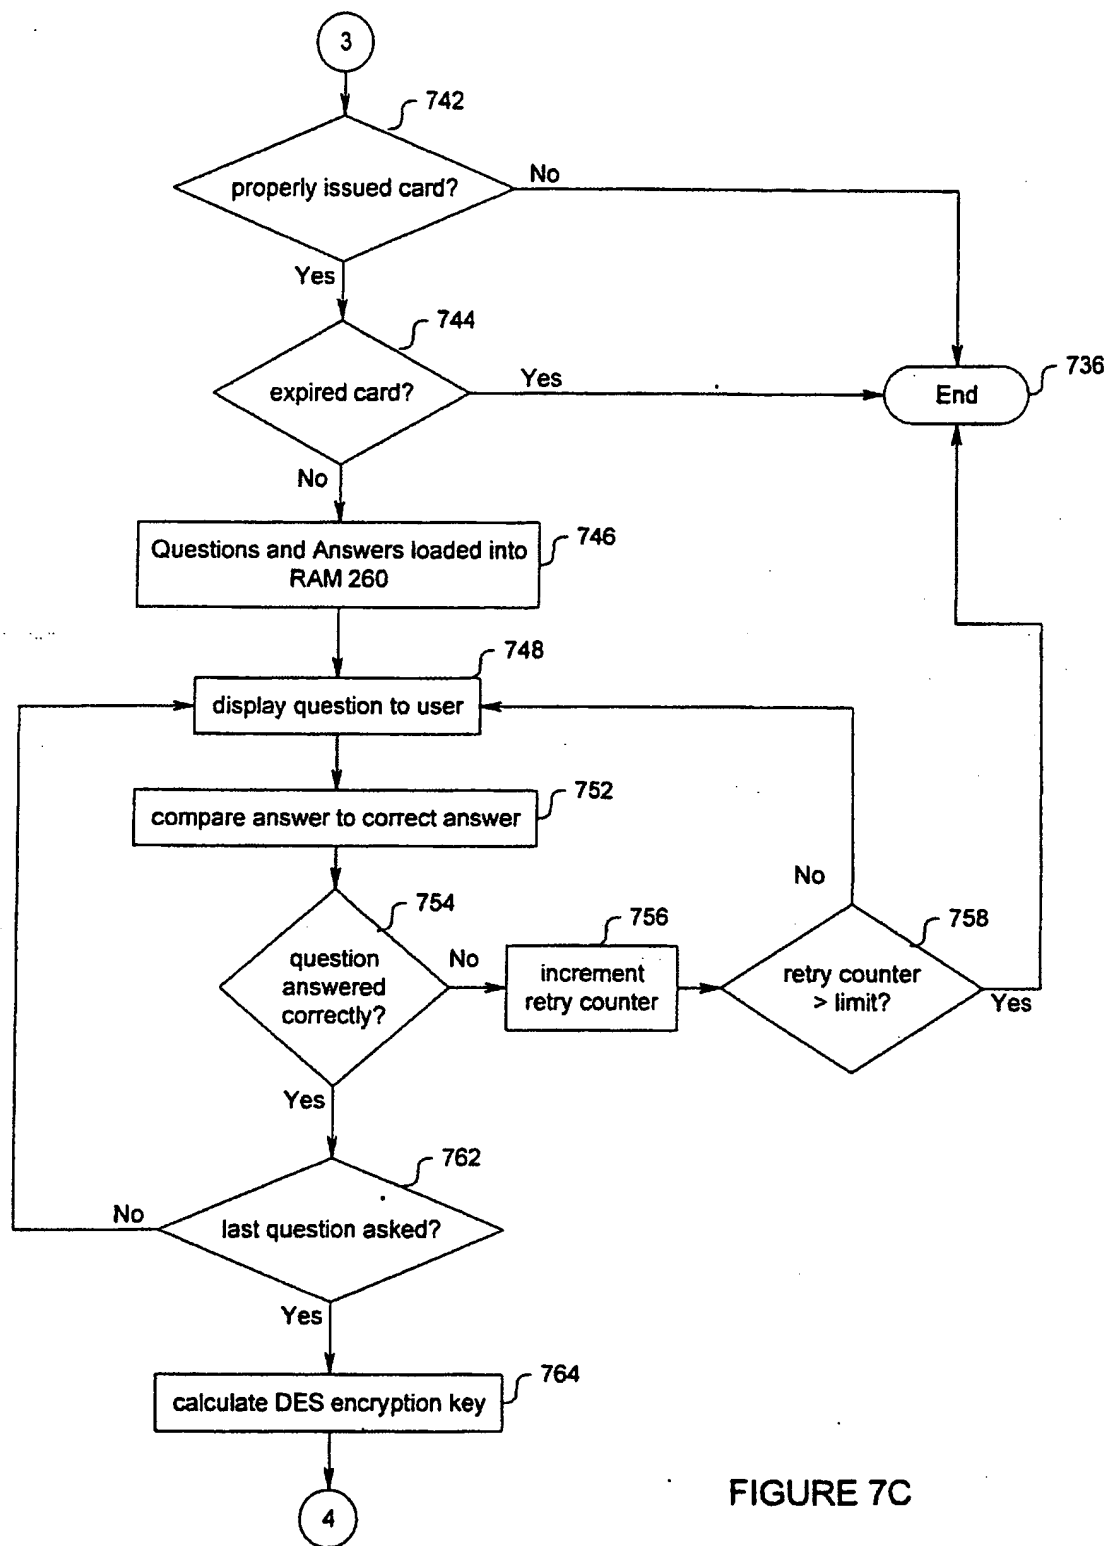 3
742
properly issued card?
No
Yes
744
expired card?
Yes
736
End
No
746
Questions and Answers loaded into
RAM 260
748
display question to user
752
compare answer to correct answer
No
754
756
758
question
answered
correctly?
No
increment
retry counter
retry counter
> limit?
Yes
Yes
762
No
last question asked?
Yes
764
calculate DES encryption key
4
FIGURE 7C